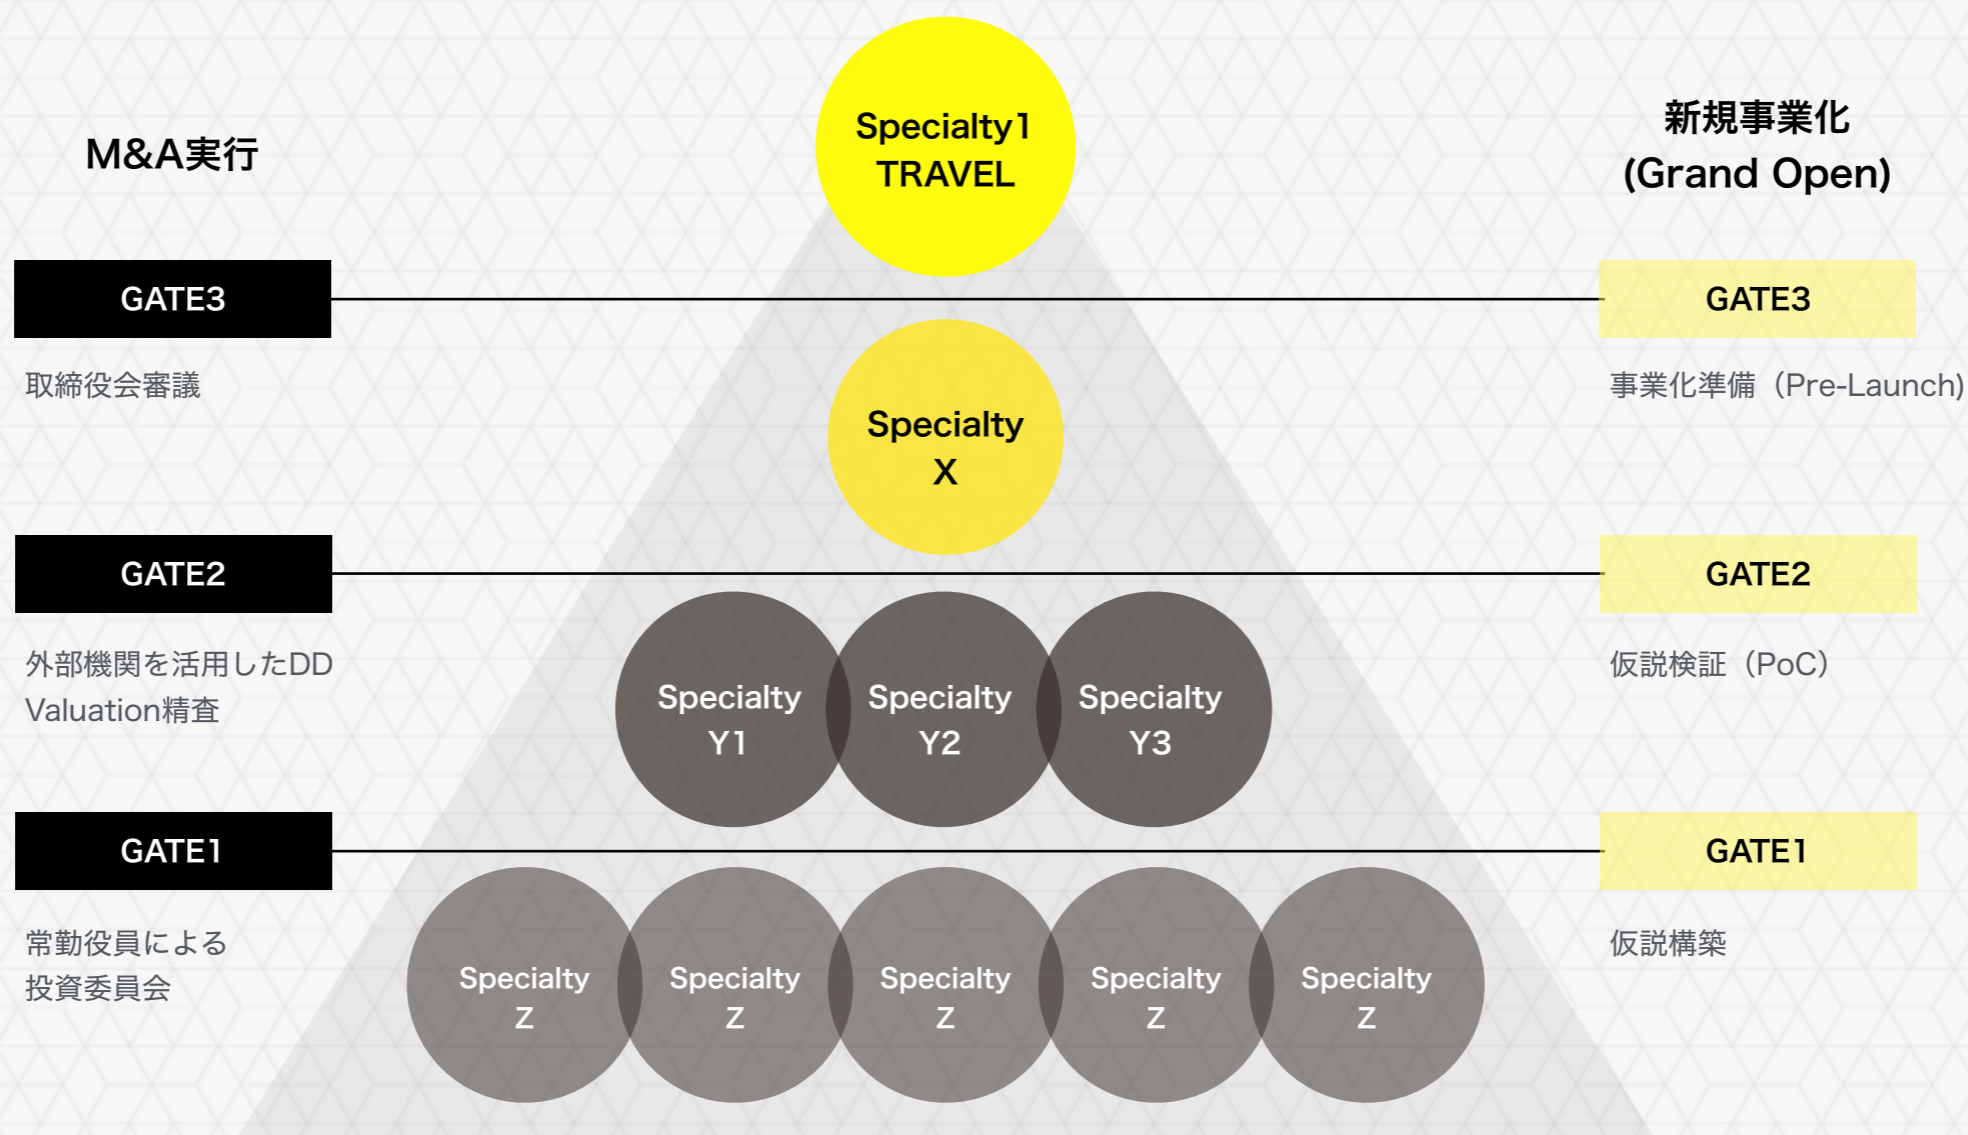 M&A実行
Specialty1
TRAVEL
新規事業化
(Grand Open)
GATE3
GATE3
取締役会審議
事業化準備（Pre-Launch)
Specialty
X
GATE2
GATE2
外部機関を活用したDD
Valuation精査
仮説検証（PoC）
Specialty
Y1
Specialty
Y2
Specialty
Y3
GATE1
GATE1
常勤役員による
投資委員会
仮説構築
Specialty
Z
Specialty
Z
Specialty
Z
Specialty
Z
Specialty
Z